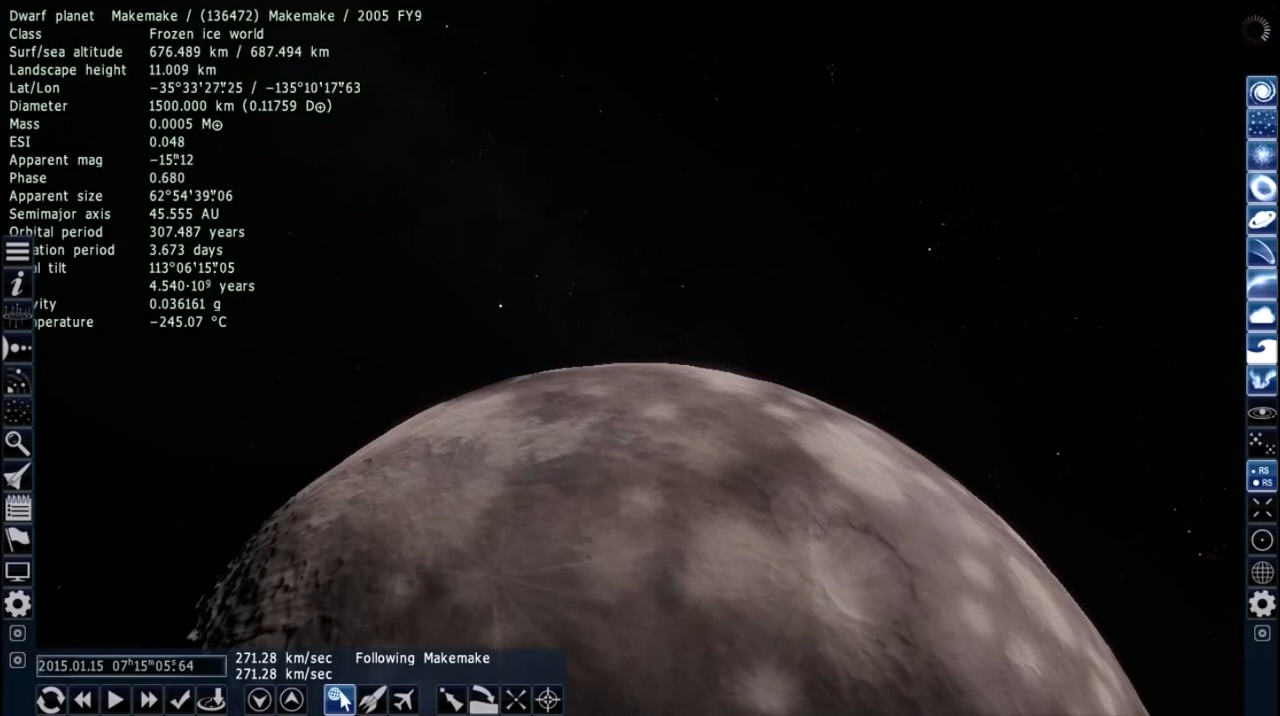 Dwarf planet Makemake / (136472) Makemake / 2005 FY9
Class Frozen ice world
Surf/sea altitude 676.489 km / 687.494 km
Landscape height 11.009 km
Lat/Lon −35°33'27"25 / −135°10'17"63
Diameter 1500.000 km (0.11759 D⊕)
Mass 0.0005 M⊕
ESI 0.048
Apparent mag −15ᵐ12
Phase 0.680
Apparent size 62°54'39"06
Semimajor axis 45.555 AU
Orbital period 307.487 years
ation period 3.673 days
al tilt 113°06'15"05
4.540·10⁹ years
vity 0.036161 g
mperature −245.07 °C
RS
RS
271.28 km/sec Following Makemake
2015.01.15 07ʰ15ᵐ05ˢ64
271.28 km/sec